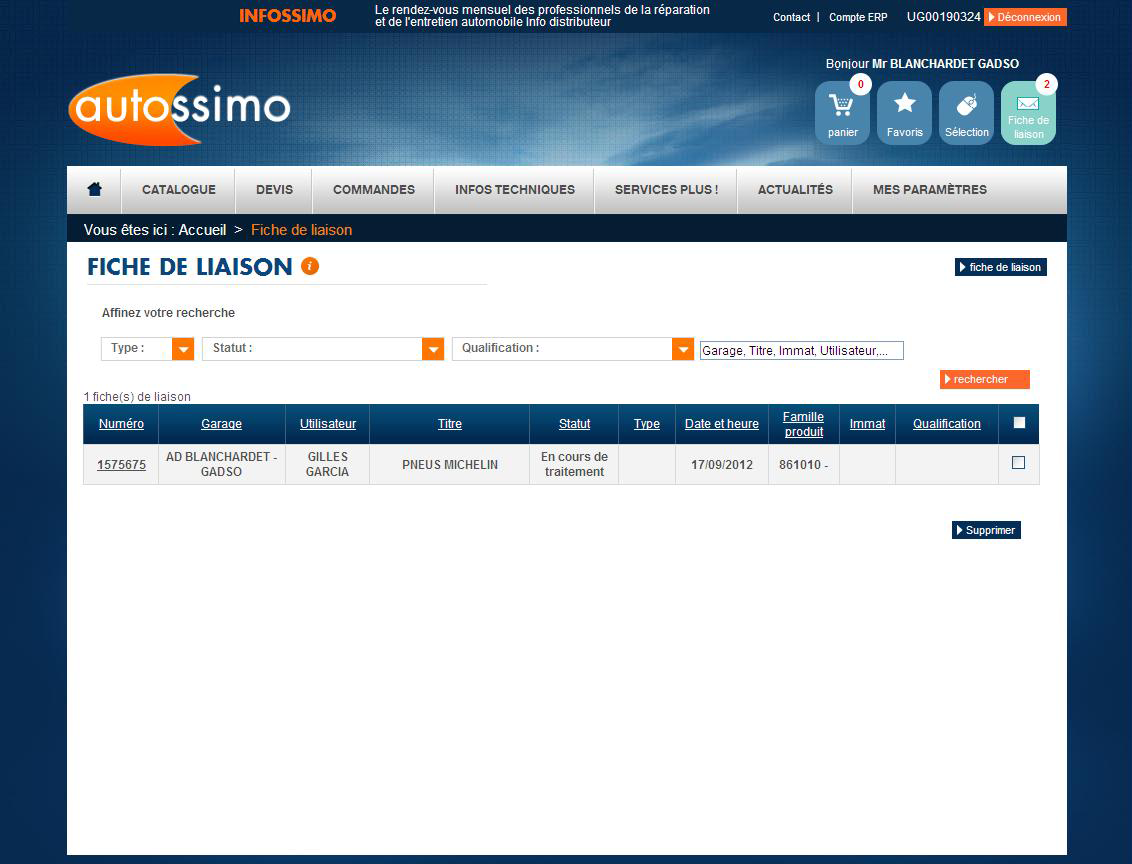 INFOSSIMO
Le rendez-vous mensuel des professionnels de la réparation
et de l'entretien automobile Info distributeur
Contact | Compte ERP UG00190324 Déconnexion
Bonjour Mr BLANCHARDET GADSO
autossimo
0
2
panier
Favoris
Sélection
Fiche de
liaison
CATALOGUE DEVIS COMMANDES INFOS TECHNIQUES SERVICES PLUS ! ACTUALITÉS MES PARAMÈTRES
Vous êtes ici : Accueil > Fiche de liaison
FICHE DE LIAISON i
fiche de liaison
Affinez votre recherche
Type : Statut : Qualification : Garage, Titre, Immat, Utilisateur,...
rechercher
1 fiche(s) de liaison
Numéro Garage Utilisateur Titre Statut Type Date et heure Famille produit Immat Qualification
1575675 AD BLANCHARDET - GADSO GILLES GARCIA PNEUS MICHELIN En cours de traitement 17/09/2012 861010 -
Supprimer